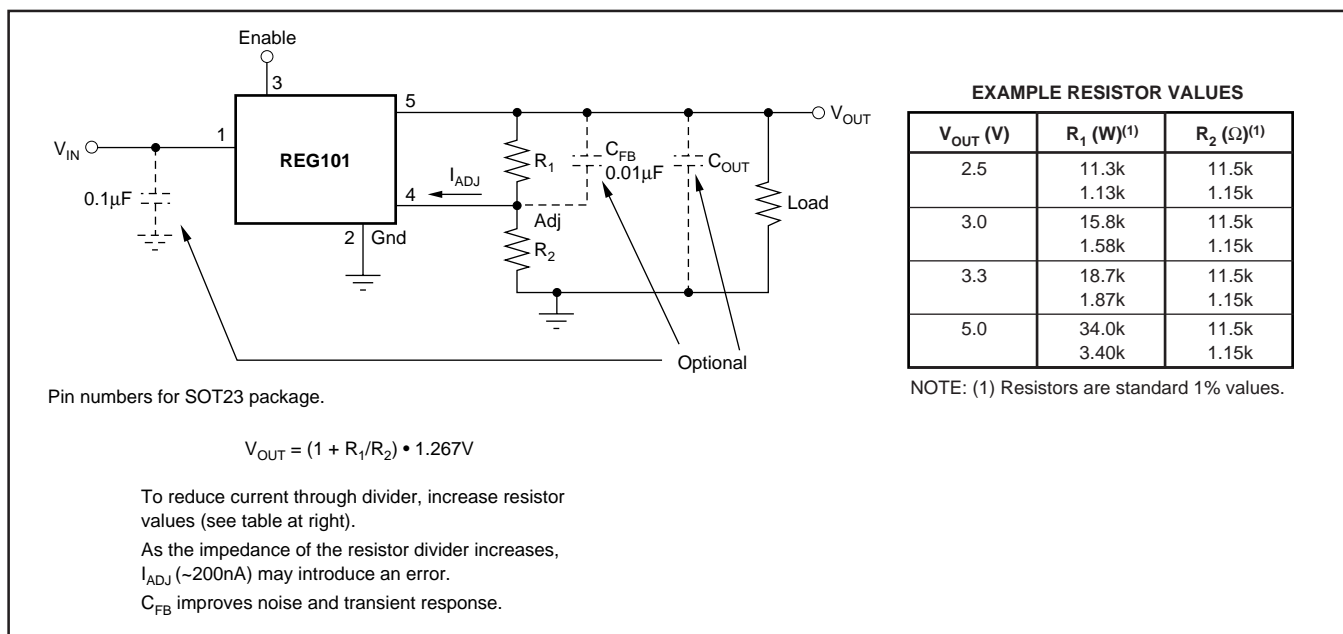 Enable
3
5
V_OUT
1
V_IN
REG101
R₁
C_FB
0.01µF
C_OUT
I_ADJ
0.1µF
4
Load
Adj
2 Gnd
R₂
Optional
Pin numbers for SOT23 package.
V_OUT = (1 + R₁/R₂) • 1.267V
To reduce current through divider, increase resistor
values (see table at right).
As the impedance of the resistor divider increases,
I_ADJ (~200nA) may introduce an error.
C_FB improves noise and transient response.
EXAMPLE RESISTOR VALUES
V_OUT (V) R₁ (W)⁽¹⁾ R₂ (Ω)⁽¹⁾
2.5 11.3k 11.5k
1.13k 1.15k
3.0 15.8k 11.5k
1.58k 1.15k
3.3 18.7k 11.5k
1.87k 1.15k
5.0 34.0k 11.5k
3.40k 1.15k
NOTE: (1) Resistors are standard 1% values.